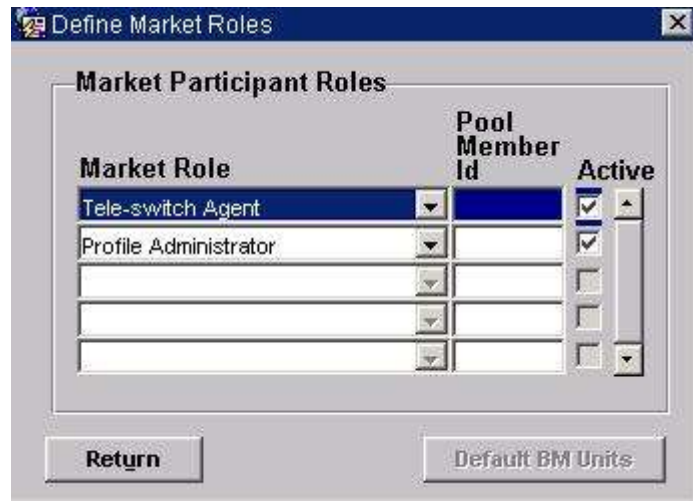 Define Market Roles
Market Participant Roles
Pool
Member
Market Role Id Active
Tele-switch Agent
Profile Administrator
Return Default BM Units